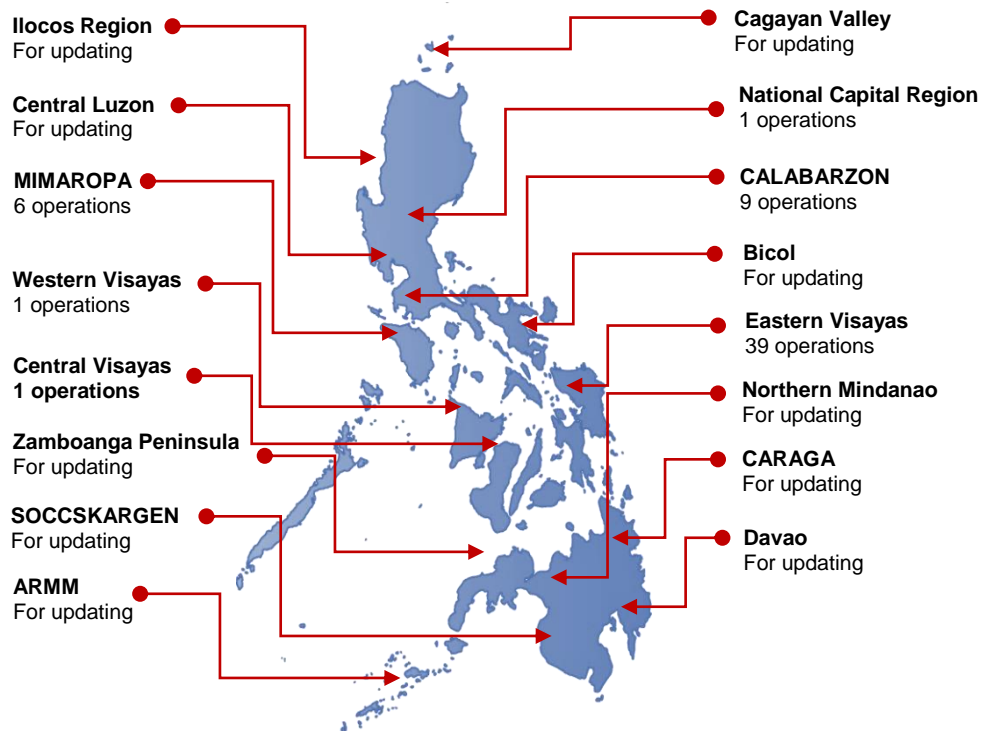 Ilocos Region
For updating
Central Luzon
For updating
MIMAROPA
6 operations
Western Visayas
1 operations
Central Visayas
1 operations
Zamboanga Peninsula
For updating
SOCCSKARGEN
For updating
ARMM
For updating
Cagayan Valley
For updating
National Capital Region
1 operations
CALABARZON
9 operations
Bicol
For updating
Eastern Visayas
39 operations
Northern Mindanao
For updating
CARAGA
For updating
Davao
For updating